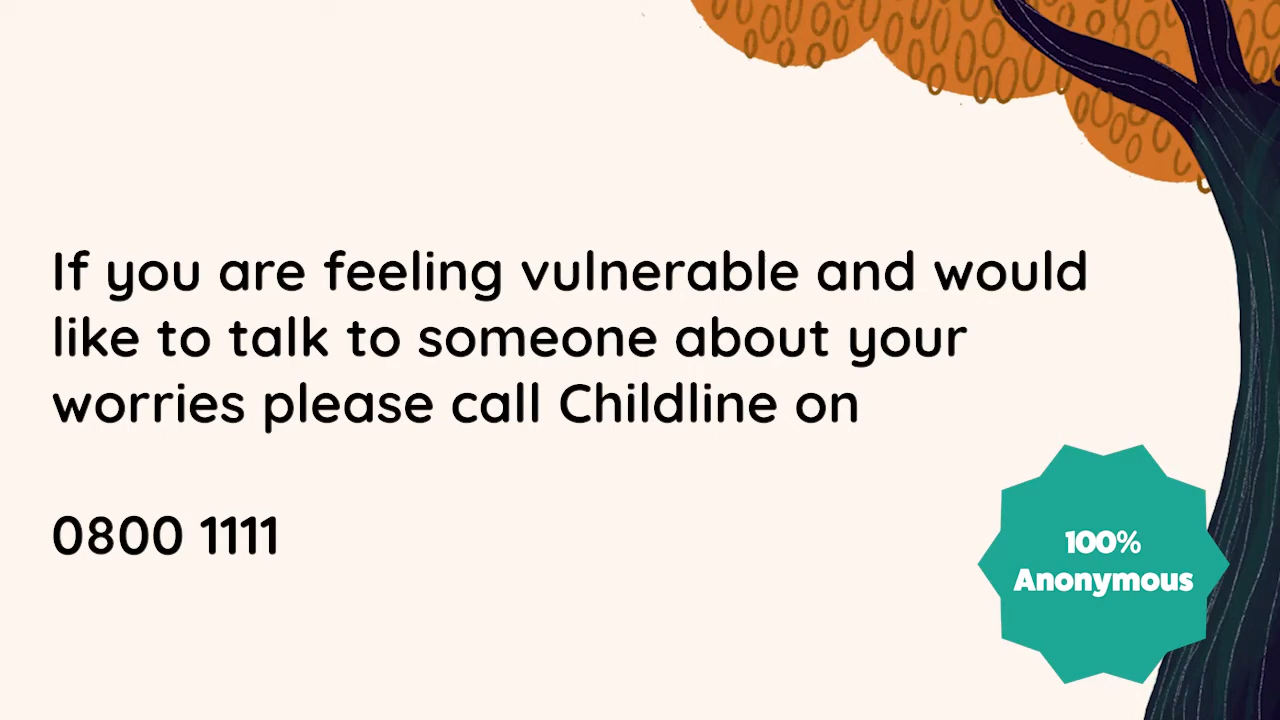 If you are feeling vulnerable and would
like to talk to someone about your
worries please call Childline on
0800 1111
100%
Anonymous